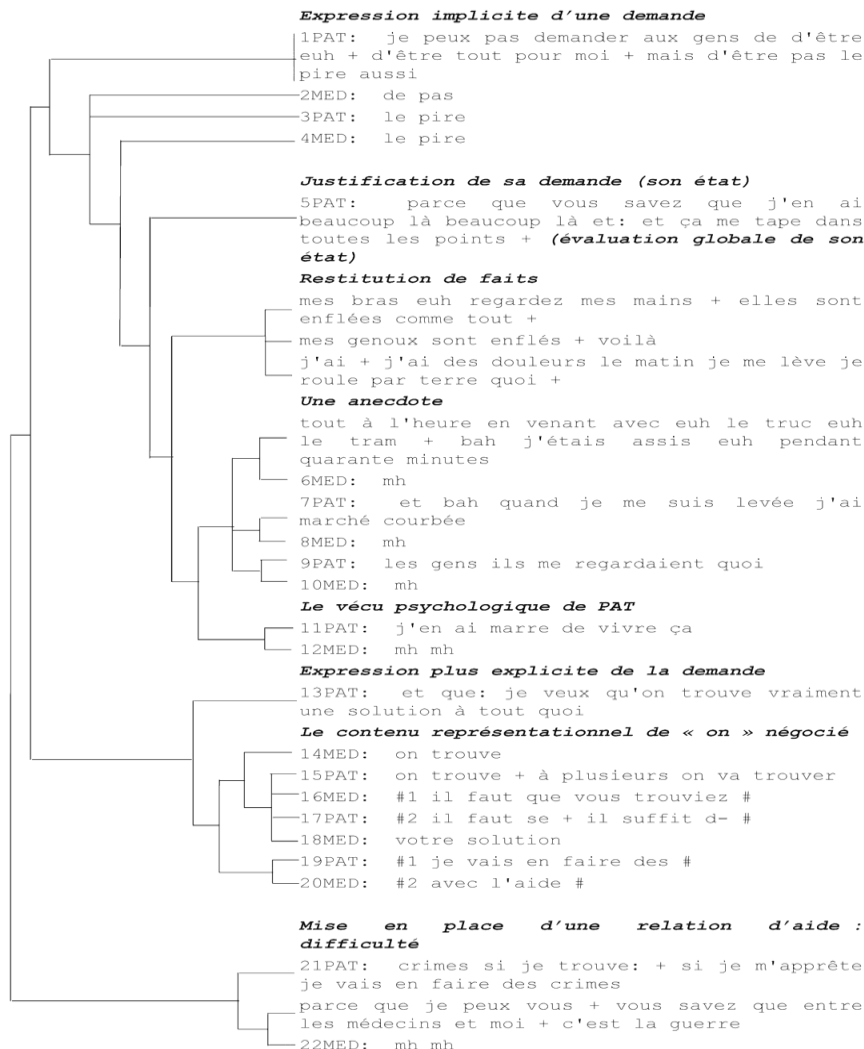 Expression implicite d'une demande
1PAT: je peux pas demander aux gens de d'être
euh + d'être tout pour moi + mais d'être pas le
pire aussi
2MED: de pas
3PAT: le pire
4MED: le pire
Justification de sa demande (son état)
5PAT: parce que vous savez que j'en ai
beaucoup là beaucoup là et: et ça me tape dans
toutes les points + (évaluation globale de son
état)
Restitution de faits
mes bras euh regardez mes mains + elles sont
enflées comme tout +
mes genoux sont enflés + voilà
j'ai + j'ai des douleurs le matin je me lève je
roule par terre quoi +
Une anecdote
tout à l'heure en venant avec euh le truc euh
le tram + bah j'étais assis euh pendant
quarante minutes
6MED: mh
7PAT: et bah quand je me suis levée j'ai
marché courbée
8MED: mh
9PAT: les gens ils me regardaient quoi
10MED: mh
Le vécu psychologique de PAT
11PAT: j'en ai marre de vivre ça
12MED: mh mh
Expression plus explicite de la demande
13PAT: et que: je veux qu'on trouve vraiment
une solution à tout quoi
Le contenu représentationnel de « on » négocié
14MED: on trouve
15PAT: on trouve + à plusieurs on va trouver
16MED: #1 il faut que vous trouviez #
17PAT: #2 il faut se + il suffit d- #
18MED: votre solution
19PAT: #1 je vais en faire des #
20MED: #2 avec l'aide #
Mise en place d'une relation d'aide :
difficulté
21PAT: crimes si je trouve: + si je m'apprête
je vais en faire des crimes
parce que je peux vous + vous savez que entre
les médecins et moi + c'est la guerre
22MED: mh mh